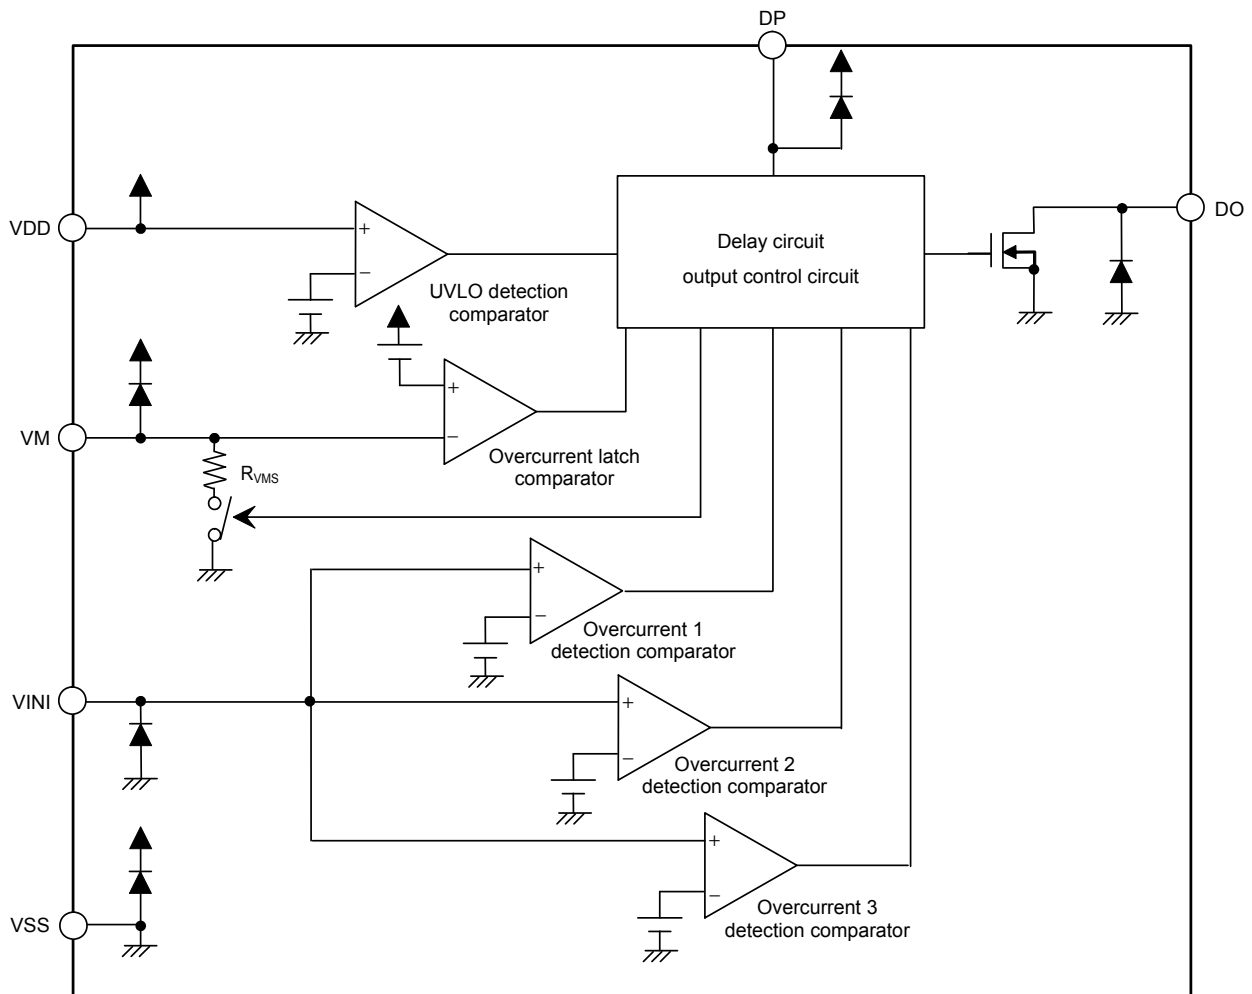 DP
VDD
DO
Delay circuit
output control circuit
+
−
UVLO detection
comparator
+
−
VM
Overcurrent latch
comparator
RVMS
+
−
Overcurrent 1
detection comparator
VINI
+
−
Overcurrent 2
detection comparator
+
−
Overcurrent 3
detection comparator
VSS